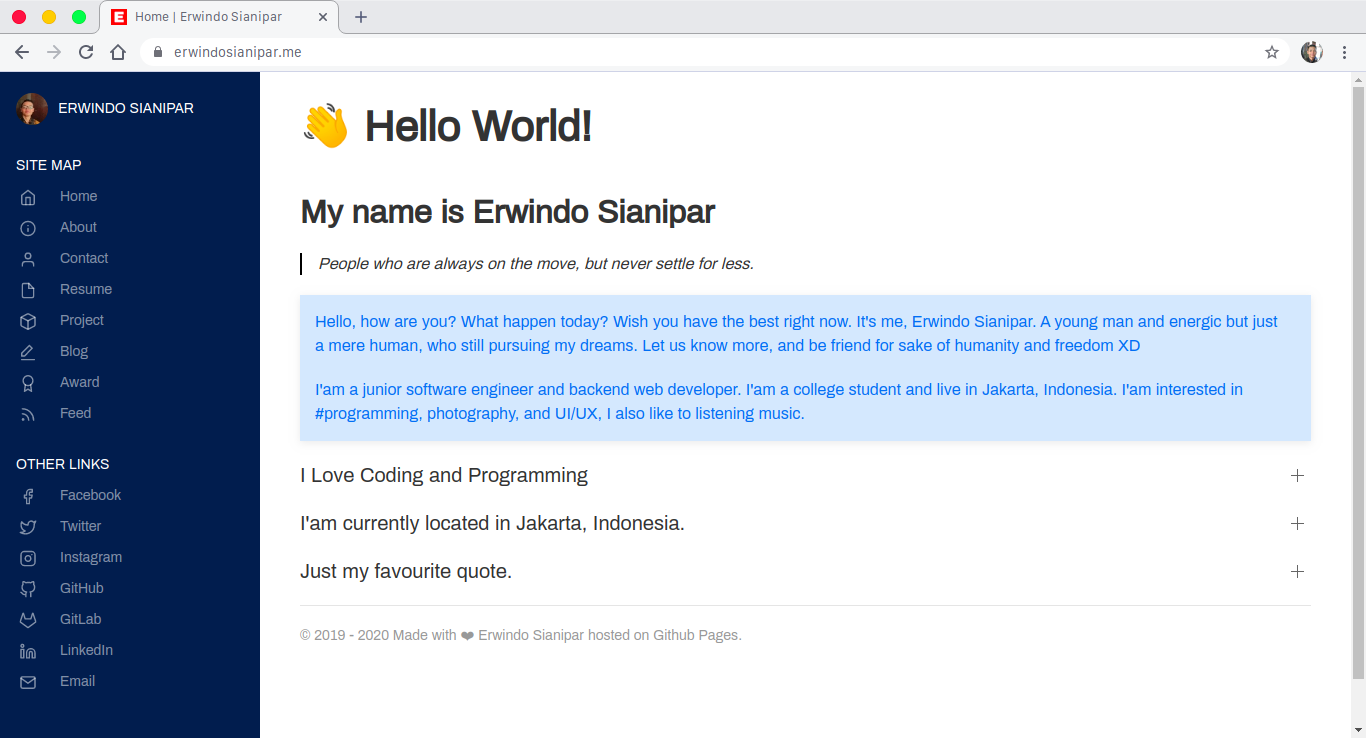 E Home | Erwindo Sianipar
erwindosianipar.me
ERWINDO SIANIPAR
SITE MAP
Home
About
Contact
Resume
Project
Blog
Award
Feed
OTHER LINKS
Facebook
Twitter
Instagram
GitHub
GitLab
LinkedIn
Email
👋 Hello World!
My name is Erwindo Sianipar
People who are always on the move, but never settle for less.
Hello, how are you? What happen today? Wish you have the best right now. It's me, Erwindo Sianipar. A young man and energic but just
a mere human, who still pursuing my dreams. Let us know more, and be friend for sake of humanity and freedom XD
I'am a junior software engineer and backend web developer. I'am a college student and live in Jakarta, Indonesia. I'am interested in
#programming, photography, and UI/UX, I also like to listening music.
I Love Coding and Programming
I'am currently located in Jakarta, Indonesia.
Just my favourite quote.
© 2019 - 2020 Made with ❤ Erwindo Sianipar hosted on Github Pages.